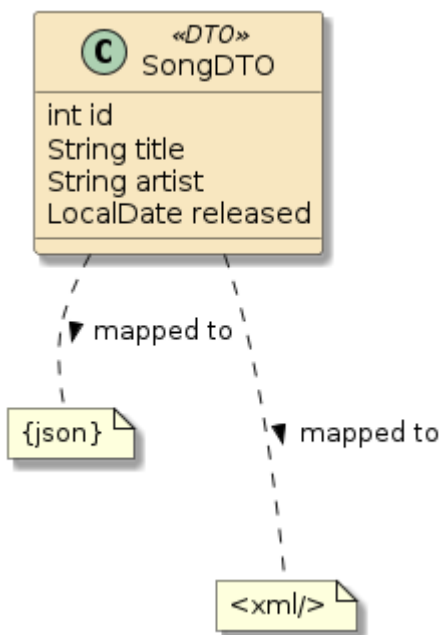 C
«DTO»
SongDTO
int id
String title
String artist
LocalDate released
mapped to
{json}
mapped to
<xml/>